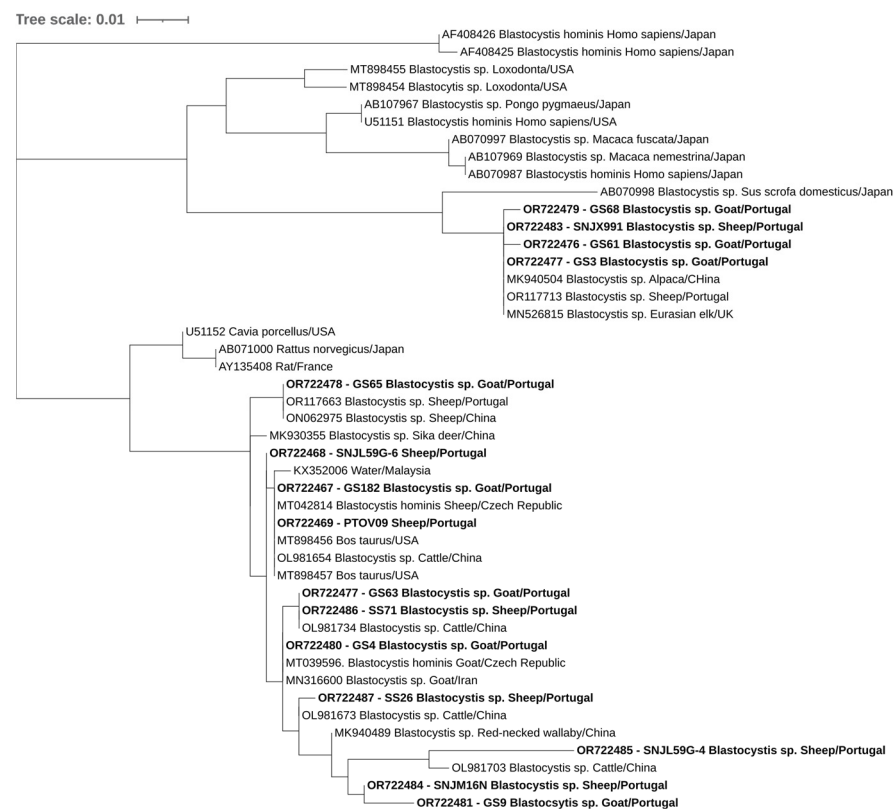 Tree scale: 0.01
AF408426 Blastocystis hominis Homo sapiens/Japan
AF408425 Blastocystis hominis Homo sapiens/Japan
MT898455 Blastocystis sp. Loxodonta/USA
MT898454 Blastocytis sp. Loxodonta/USA
AB107967 Blastocystis sp. Pongo pygmaeus/Japan
U51151 Blastocystis hominis Homo sapiens/USA
AB070997 Blastocystis sp. Macaca fuscata/Japan
AB107969 Blastocystis sp. Macaca nemestrina/Japan
AB070987 Blastocystis hominis Homo sapiens/Japan
AB070998 Blastocystis sp. Sus scrofa domesticus/Japan
OR722479 - GS68 Blastocystis sp. Goat/Portugal
OR722483 - SNJX991 Blastocystis sp. Sheep/Portugal
OR722476 - GS61 Blastocystis sp. Goat/Portugal
OR722477 - GS3 Blastocystis sp. Goat/Portugal
MK940504 Blastocystis sp. Alpaca/CHina
OR117713 Blastocystis sp. Sheep/Portugal
MN526815 Blastocystis sp. Eurasian elk/UK
U51152 Cavia porcellus/USA
AB071000 Rattus norvegicus/Japan
AY135408 Rat/France
OR722478 - GS65 Blastocystis sp. Goat/Portugal
OR117663 Blastocystis sp. Sheep/Portugal
ON062975 Blastocystis sp. Sheep/China
MK930355 Blastocystis sp. Sika deer/China
OR722468 - SNJL59G-6 Sheep/Portugal
KX352006 Water/Malaysia
OR722467 - GS182 Blastocystis sp. Goat/Portugal
MT042814 Blastocystis hominis Sheep/Czech Republic
OR722469 - PTOV09 Sheep/Portugal
MT898456 Bos taurus/USA
OL981654 Blastocystis sp. Cattle/China
MT898457 Bos taurus/USA
OR722477 - GS63 Blastocystis sp. Goat/Portugal
OR722486 - SS71 Blastocystis sp. Sheep/Portugal
OL981734 Blastocystis sp. Cattle/China
OR722480 - GS4 Blastocystis sp. Goat/Portugal
MT039596. Blastocystis hominis Goat/Czech Republic
MN316600 Blastocystis sp. Goat/Iran
OR722487 - SS26 Blastocystis sp. Sheep/Portugal
OL981673 Blastocystis sp. Cattle/China
MK940489 Blastocystis sp. Red-necked wallaby/China
OR722485 - SNJL59G-4 Blastocystis sp. Sheep/Portugal
OL981703 Blastocystis sp. Cattle/China
OR722484 - SNJM16N Blastocystis sp. Sheep/Portugal
OR722481 - GS9 Blastocsytis sp. Goat/Portugal